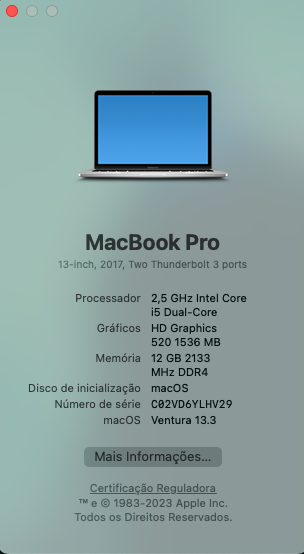 MacBook Pro
13-inch, 2017, Two Thunderbolt 3 ports
Processador 2,5 GHz Intel Core
i5 Dual-Core
Gráficos HD Graphics
520 1536 MB
Memória 12 GB 2133
MHz DDR4
Disco de inicialização macOS
Número de série C02VD6YLHV29
macOS Ventura 13.3
Mais Informações...
Certificação Reguladora
™ e © 1983-2023 Apple Inc.
Todos os Direitos Reservados.